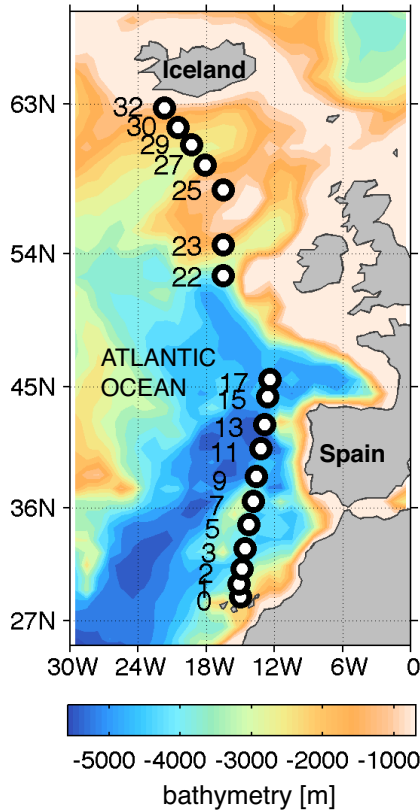 Iceland
63N
32
30
29
27
25
54N
23
22
ATLANTIC
OCEAN
17
45N
15
13
11
Spain
9
36N
7
5
3
2
1
0
27N
30W 24W 18W 12W 6W 0
-5000 -4000 -3000 -2000 -1000
bathymetry [m]